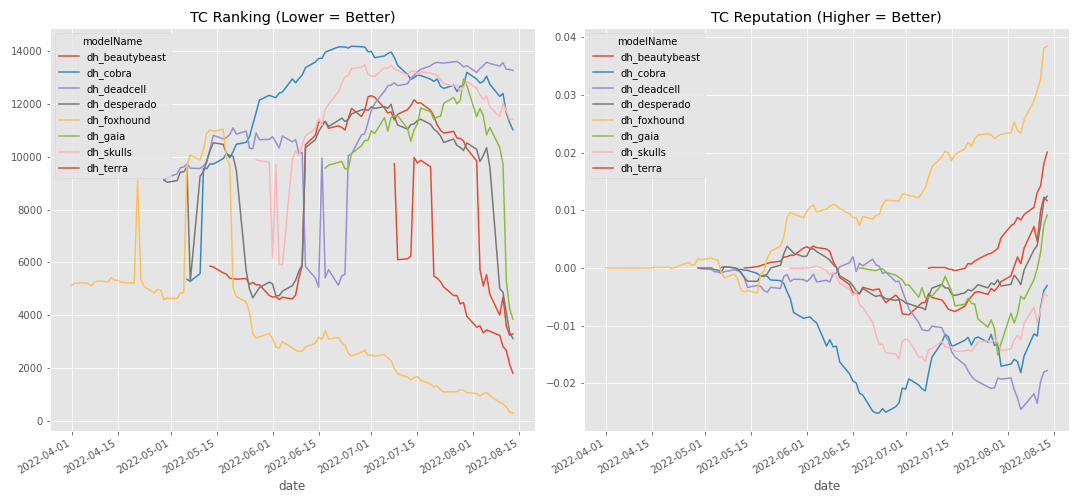 TC Ranking (Lower = Better)
modelName
dh_beautybeast
dh_cobra
dh_deadcell
dh_desperado
dh_foxhound
dh_gaia
dh_skulls
dh_terra
14000
12000
10000
8000
6000
4000
2000
0
2022-04-01
2022-04-15
2022-05-01
2022-05-15
2022-06-01
2022-06-15
2022-07-01
2022-07-15
2022-08-01
2022-08-15
date
TC Reputation (Higher = Better)
modelName
dh_beautybeast
dh_cobra
dh_deadcell
dh_desperado
dh_foxhound
dh_gaia
dh_skulls
dh_terra
0.04
0.03
0.02
0.01
0.00
−0.01
−0.02
2022-04-01
2022-04-15
2022-05-01
2022-05-15
2022-06-01
2022-06-15
2022-07-01
2022-07-15
2022-08-01
2022-08-15
date